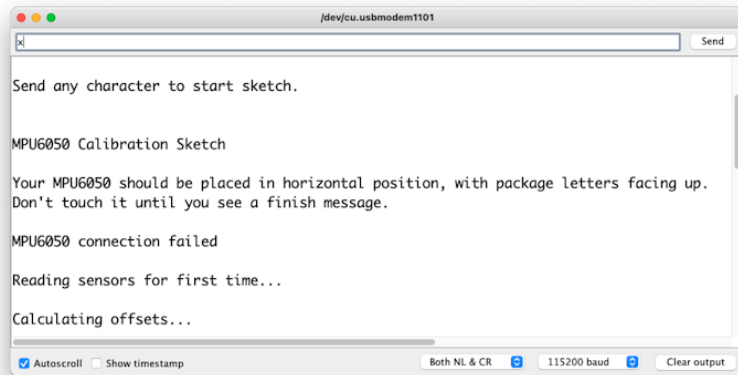 /dev/cu.usbmodem1101
x
Send
Send any character to start sketch.
MPU6050 Calibration Sketch
Your MPU6050 should be placed in horizontal position, with package letters facing up.
Don't touch it until you see a finish message.
MPU6050 connection failed
Reading sensors for first time...
Calculating offsets...
Autoscroll Show timestamp Both NL & CR 115200 baud Clear output